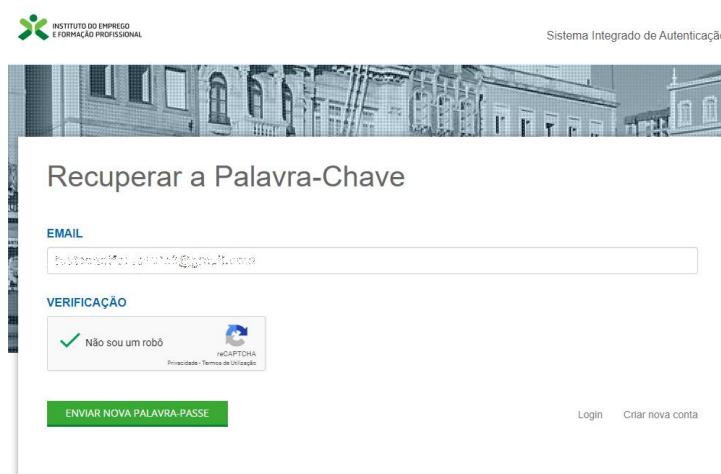 INSTITUTO DO EMPREGO
E FORMAÇÃO PROFISSIONAL
Sistema Integrado de Autenticação
Recuperar a Palavra-Chave
EMAIL
VERIFICAÇÃO
Não sou um robô
reCAPTCHA
Privacidade - Termos de Utilização
ENVIAR NOVA PALAVRA-PASSE
Login Criar nova conta